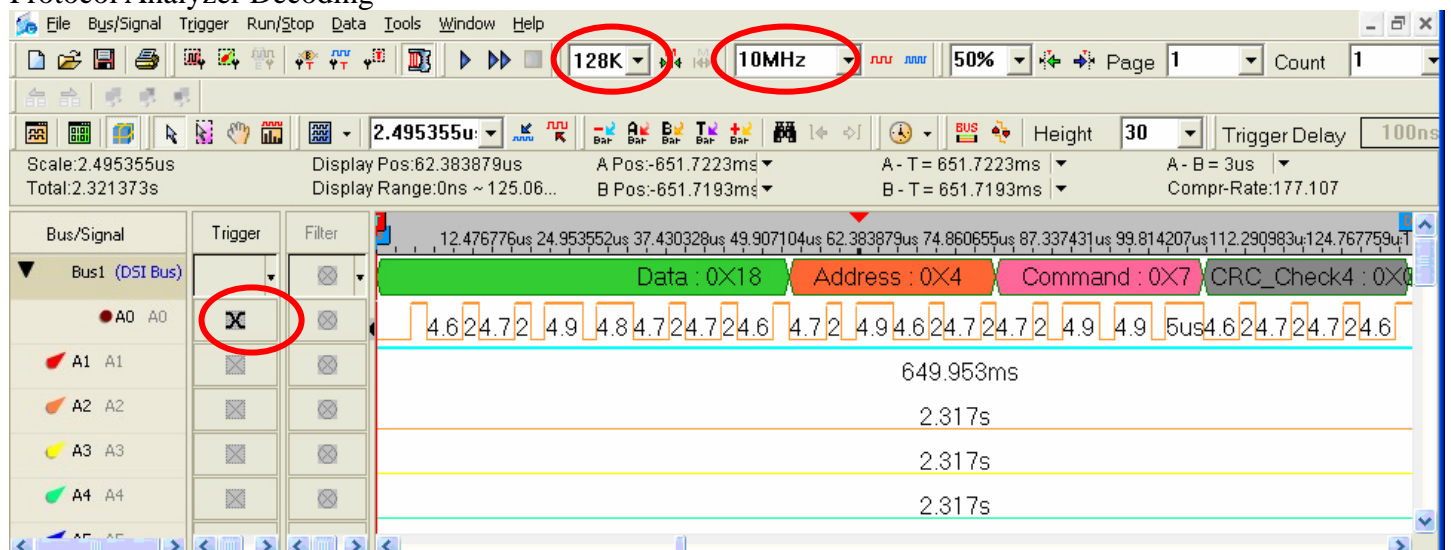 Protocol Analyzer Decoding
File Bus/Signal Trigger Run/Stop Data Tools Window Help
128K 10MHz 50% Page 1 Count 1
2.495355u Bar Bar Bar Bar Bar BUS Height 30 Trigger Delay 100ns
Scale:2.495355us Display Pos:62.383879us A Pos:-651.7223ms A - T = 651.7223ms A - B = 3us
Total:2.321373s Display Range:0ns ~ 125.06... B Pos:-651.7193ms B - T = 651.7193ms Compr-Rate:177.107
Bus/Signal Trigger Filter 12.476776us 24.953552us 37.430328us 49.907104us 62.383879us 74.860655us 87.337431us 99.814207us 112.290983u 124.767759u
Bus1 (DSI Bus) Data : 0X18 Address : 0X4 Command : 0X7 CRC_Check4 : 0X
A0 A0 4.6 2 4.7 2 4.9 4.8 4.7 2 4.7 2 4.6 4.7 2 4.9 4.6 2 4.7 2 4.7 2 4.9 4.9 5us 4.6 2 4.7 2 4.7 2 4.6
A1 A1 649.953ms
A2 A2 2.317s
A3 A3 2.317s
A4 A4 2.317s